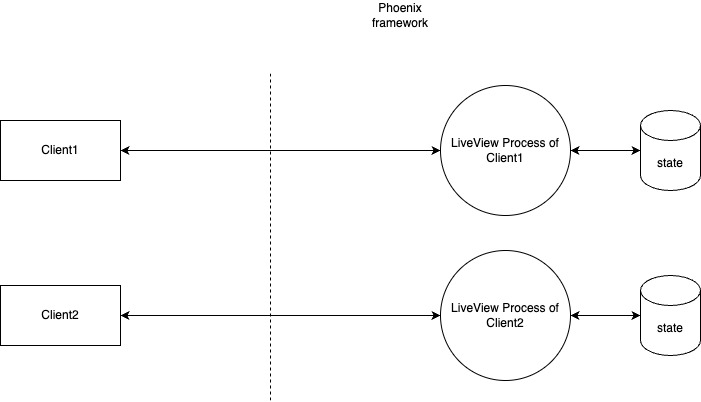 Phoenix
framework
Client1
LiveView Process of
Client1
state
Client2
LiveView Process of
Client2
state